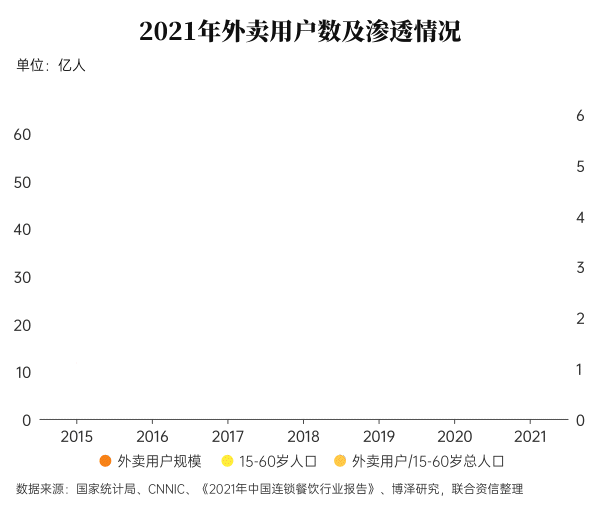 2021年外卖用户数及渗透情况
单位：亿人
6
60
5
50
4
40
3
30
2
20
1
10
0 0
2015 2016 2017 2018 2019 2020 2021
外卖用户规模 15-60岁人口 外卖用户/15-60岁总人口
数据来源：国家统计局、CNNIC、《2021年中国连锁餐饮行业报告》、博泽研究，联合资信整理